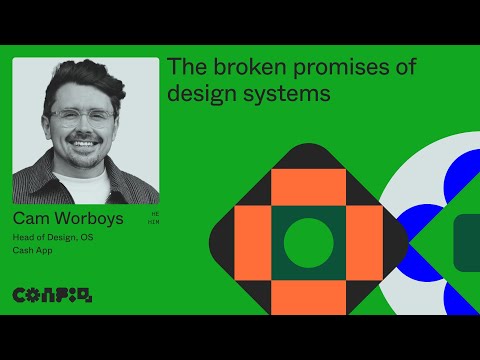 The broken promises of
design systems
Cam Worboys
HE
HIM
Head of Design, OS
Cash App
CONFIG